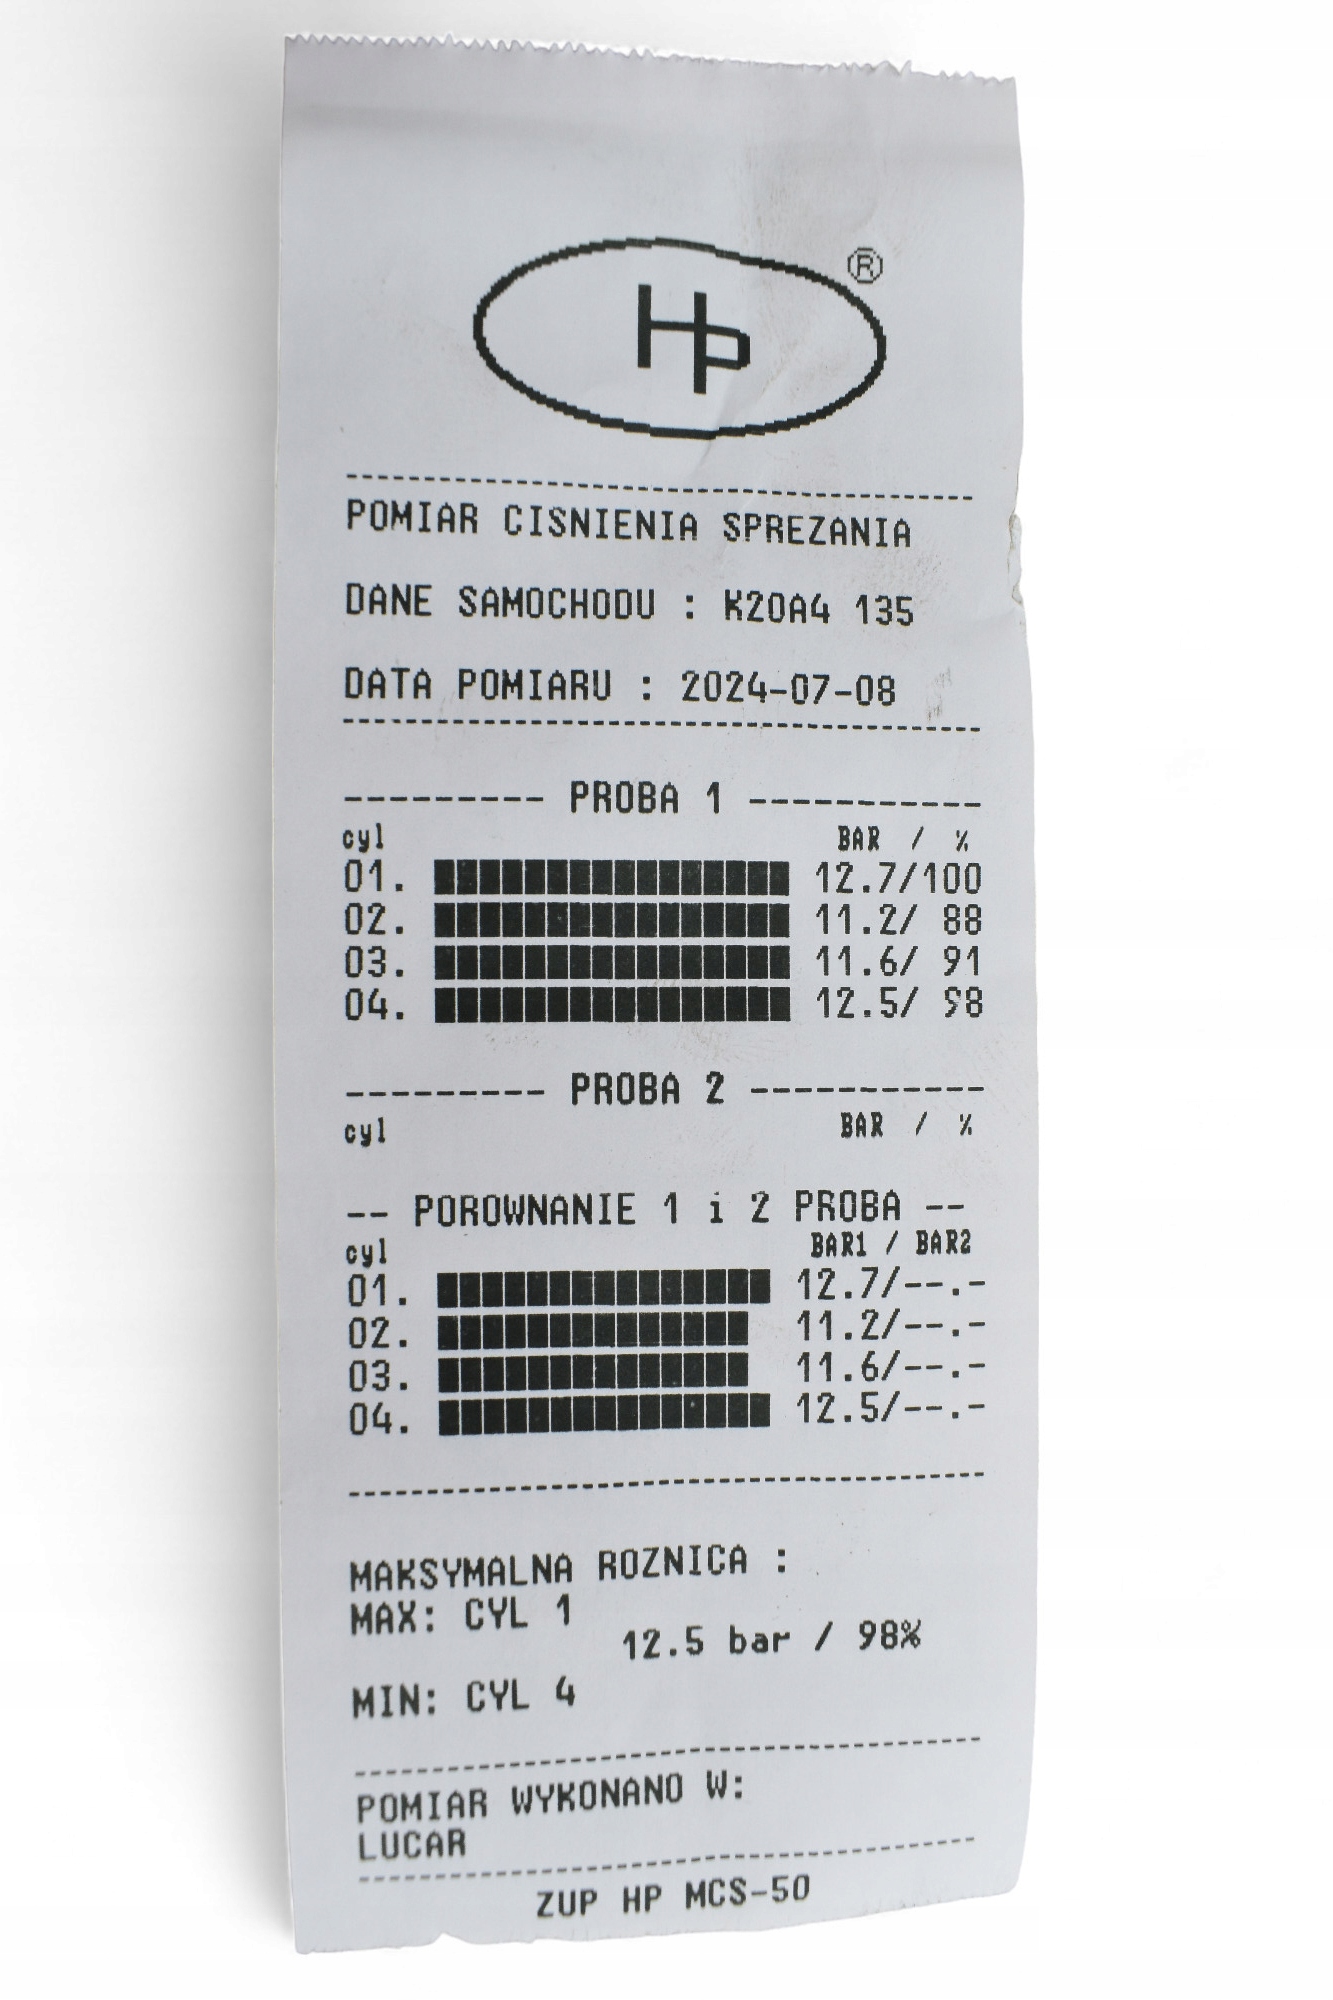 HP ®
POMIAR CISNIENIA SPREZANIA
DANE SAMOCHODU : K20A4 135
DATA POMIARU : 2024-07-08
--------- PROBA 1 -----------
cyl BAR / %
01. 12.7/100
02. 11.2/ 88
03. 11.6/ 91
04. 12.5/ 98
--------- PROBA 2 -----------
cyl BAR / %
-- POROWNANIE 1 i 2 PROBA --
cyl BAR1 / BAR2
01. 12.7/--.-
02. 11.2/--.-
03. 11.6/--.-
04. 12.5/--.-
MAKSYMALNA ROZNICA :
MAX: CYL 1
12.5 bar / 98%
MIN: CYL 4
POMIAR WYKONANO W:
LUCAR
ZUP HP MCS-50